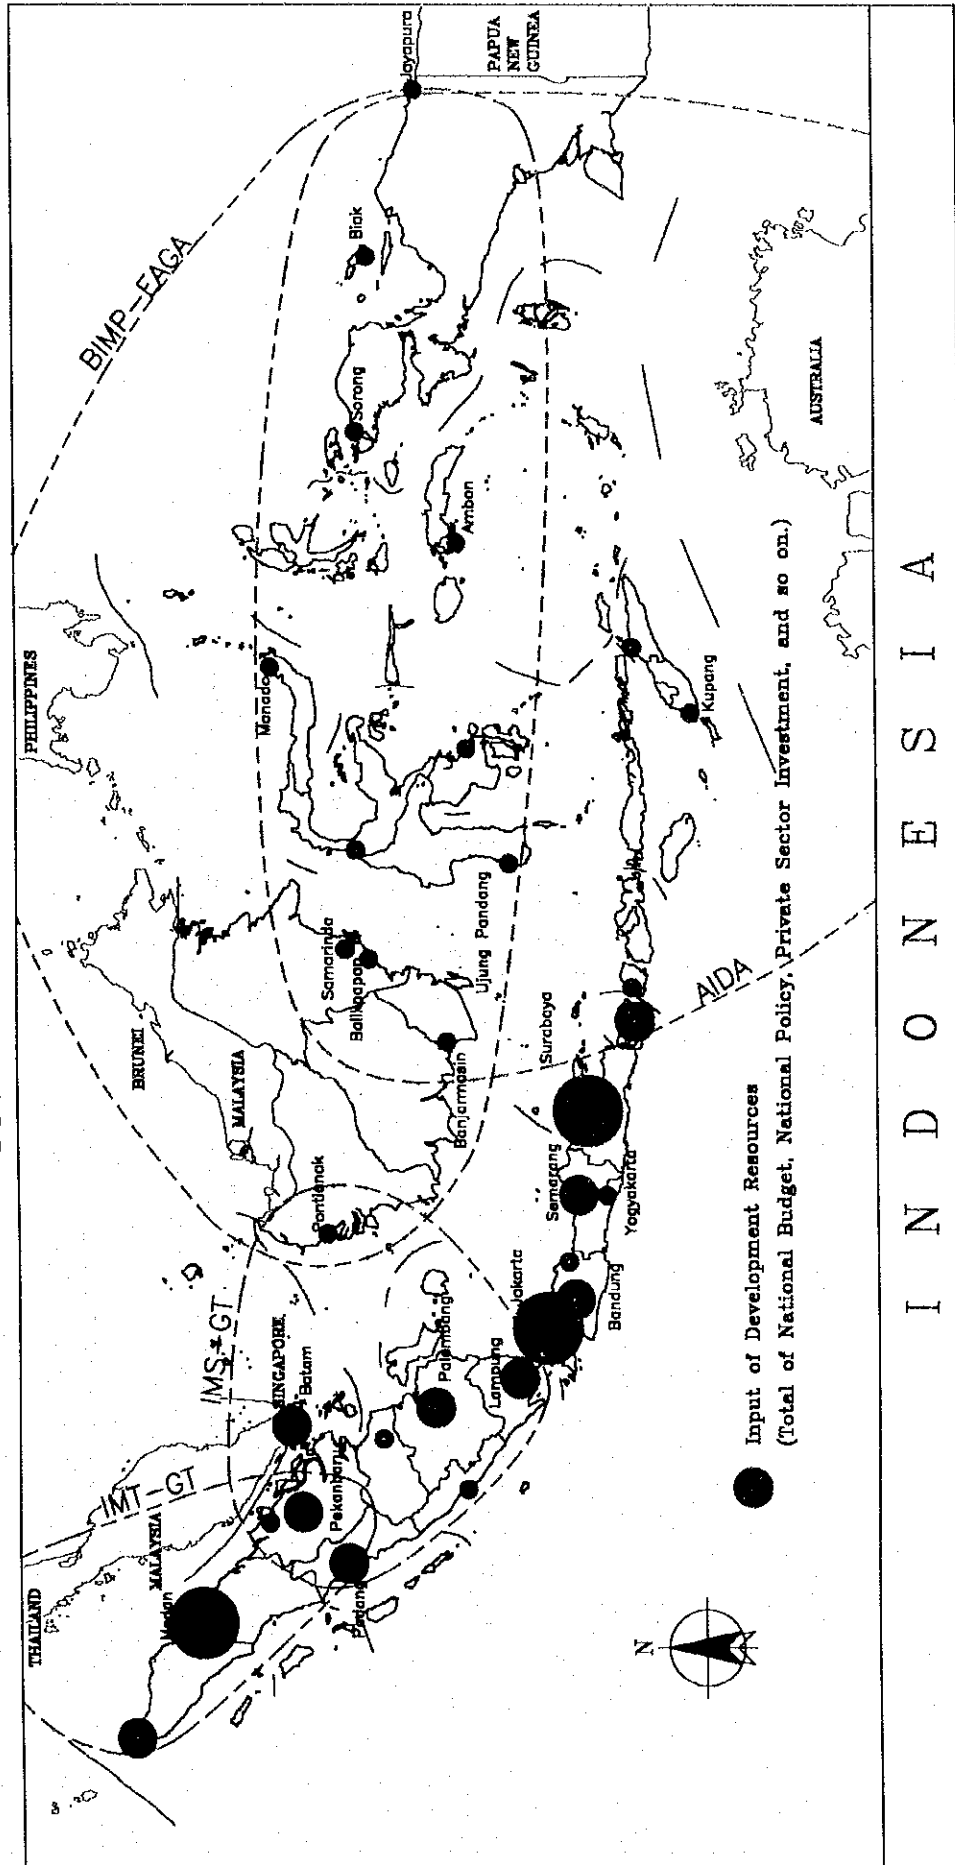 THAILAND
MALAYSIA
IMT-GT
Medan
Pekanbaru
Padang
IMS-GT
SINGAPORE
Batam
Palembang
Lampung
Jakarta
Bandung
Semarang
Yogyakarta
Surabaya
Pontianak
MALAYSIA
BRUNEI
Banjarmasin
Samarinda
Balikpapan
Ujung Pandang
Manado
PHILIPPINES
BIMP-EAGA
AIDA
Kupang
Ambon
Sorong
Biak
Jayapura
PAPUA
NEW
GUINEA
AUSTRALIA
N
Input of Development Resources
(Total of National Budget, National Policy, Private Sector Investment, and so on.)
INDONESIA